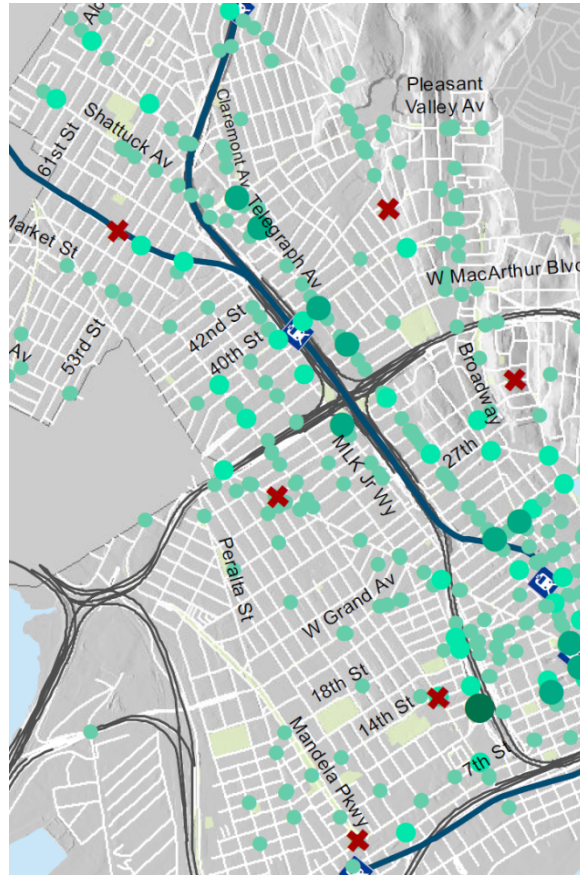 Pleasant
Valley Av
Shattuck Av
Claremont Av
61st St
Telegraph Av
Market St
W MacArthur Blvd
53rd St
42nd St
40th St
Av
Broadway
27th
MLK Jr Wy
Peralta St
W Grand Av
18th St
14th St
Mandela Pkwy
7th St